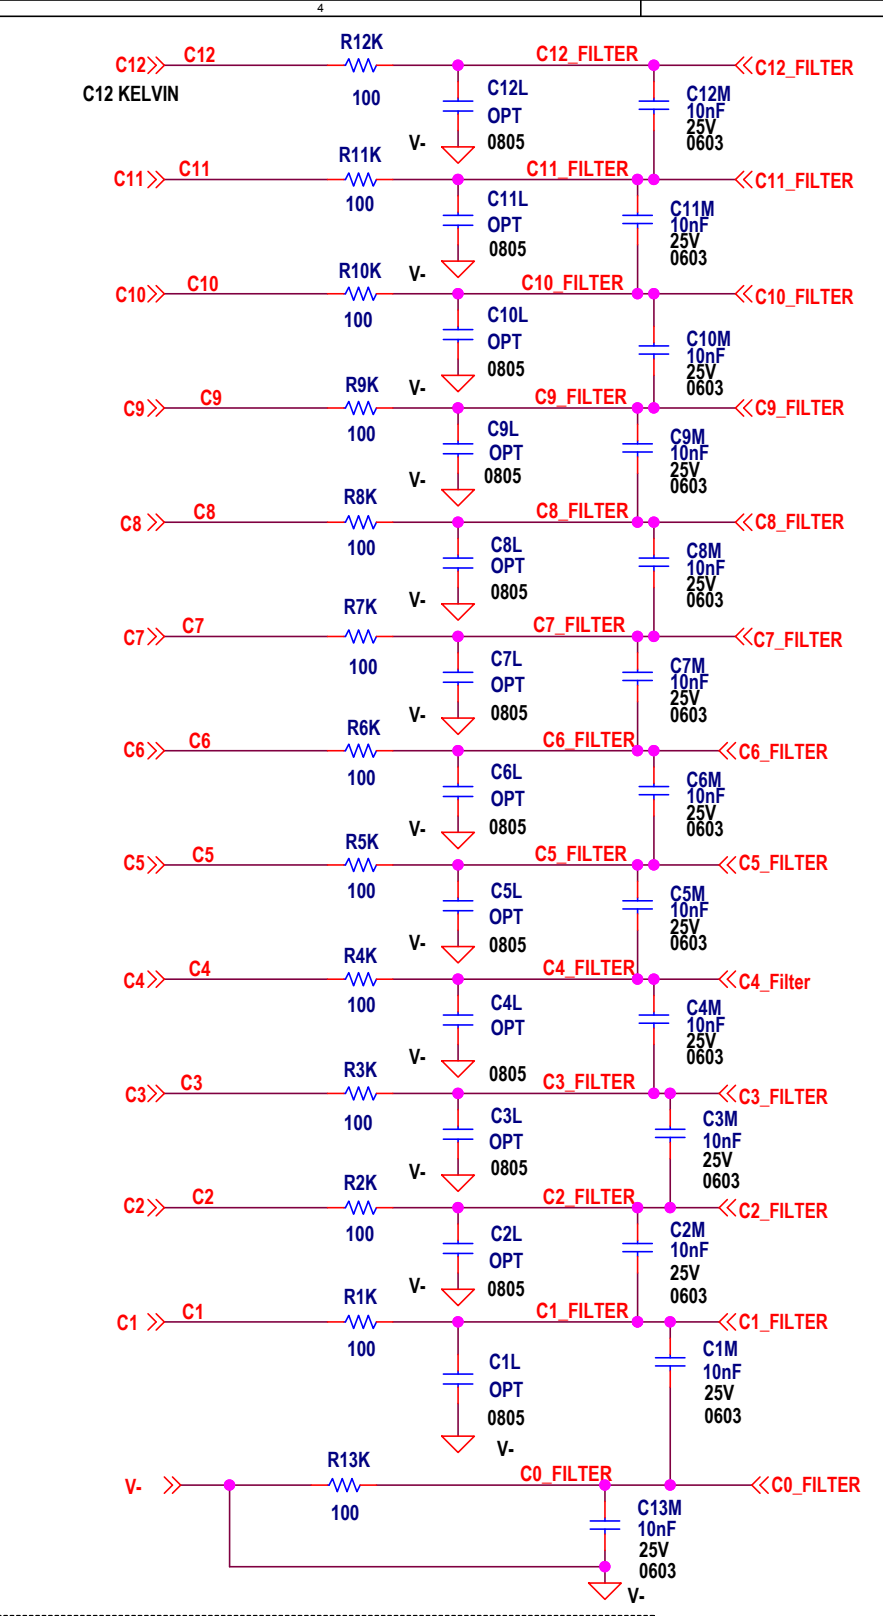 4
R12K
C12 C12 C12_FILTER C12_FILTER
C12 KELVIN 100 C12L C12M
OPT 10nF
V- 0805 25V
0603
R11K
C11 C11 C11_FILTER C11_FILTER
100 C11L C11M
OPT 10nF
0805 25V
V- 0603
R10K
C10 C10 C10_FILTER C10_FILTER
100 C10L C10M
OPT 10nF
0805 25V
V- 0603
R9K
C9 C9 C9_FILTER C9_FILTER
100 C9L C9M
OPT 10nF
0805 25V
V- 0603
R8K
C8 C8 C8_FILTER C8_FILTER
100 C8L C8M
OPT 10nF
0805 25V
V- 0603
R7K
C7 C7 C7_FILTER C7_FILTER
100 C7L C7M
OPT 10nF
0805 25V
V- 0603
R6K
C6 C6 C6_FILTER C6_FILTER
100 C6L C6M
OPT 10nF
0805 25V
V- 0603
R5K
C5 C5 C5_FILTER C5_FILTER
100 C5L C5M
OPT 10nF
0805 25V
V- 0603
R4K
C4 C4 C4_FILTER C4_Filter
100 C4L C4M
OPT 10nF
25V
V- 0805 0603
R3K
C3 C3 C3_FILTER C3_FILTER
100 C3L C3M
OPT 10nF
0805 25V
V- 0603
R2K
C2 C2 C2_FILTER C2_FILTER
100 C2L C2M
OPT 10nF
0805 25V
V- 0603
R1K
C1 C1 C1_FILTER C1_FILTER
100 C1L C1M
OPT 10nF
0805 25V
V- 0603
R13K
V- C0_FILTER C0_FILTER
100 C13M
10nF
25V
0603
V-